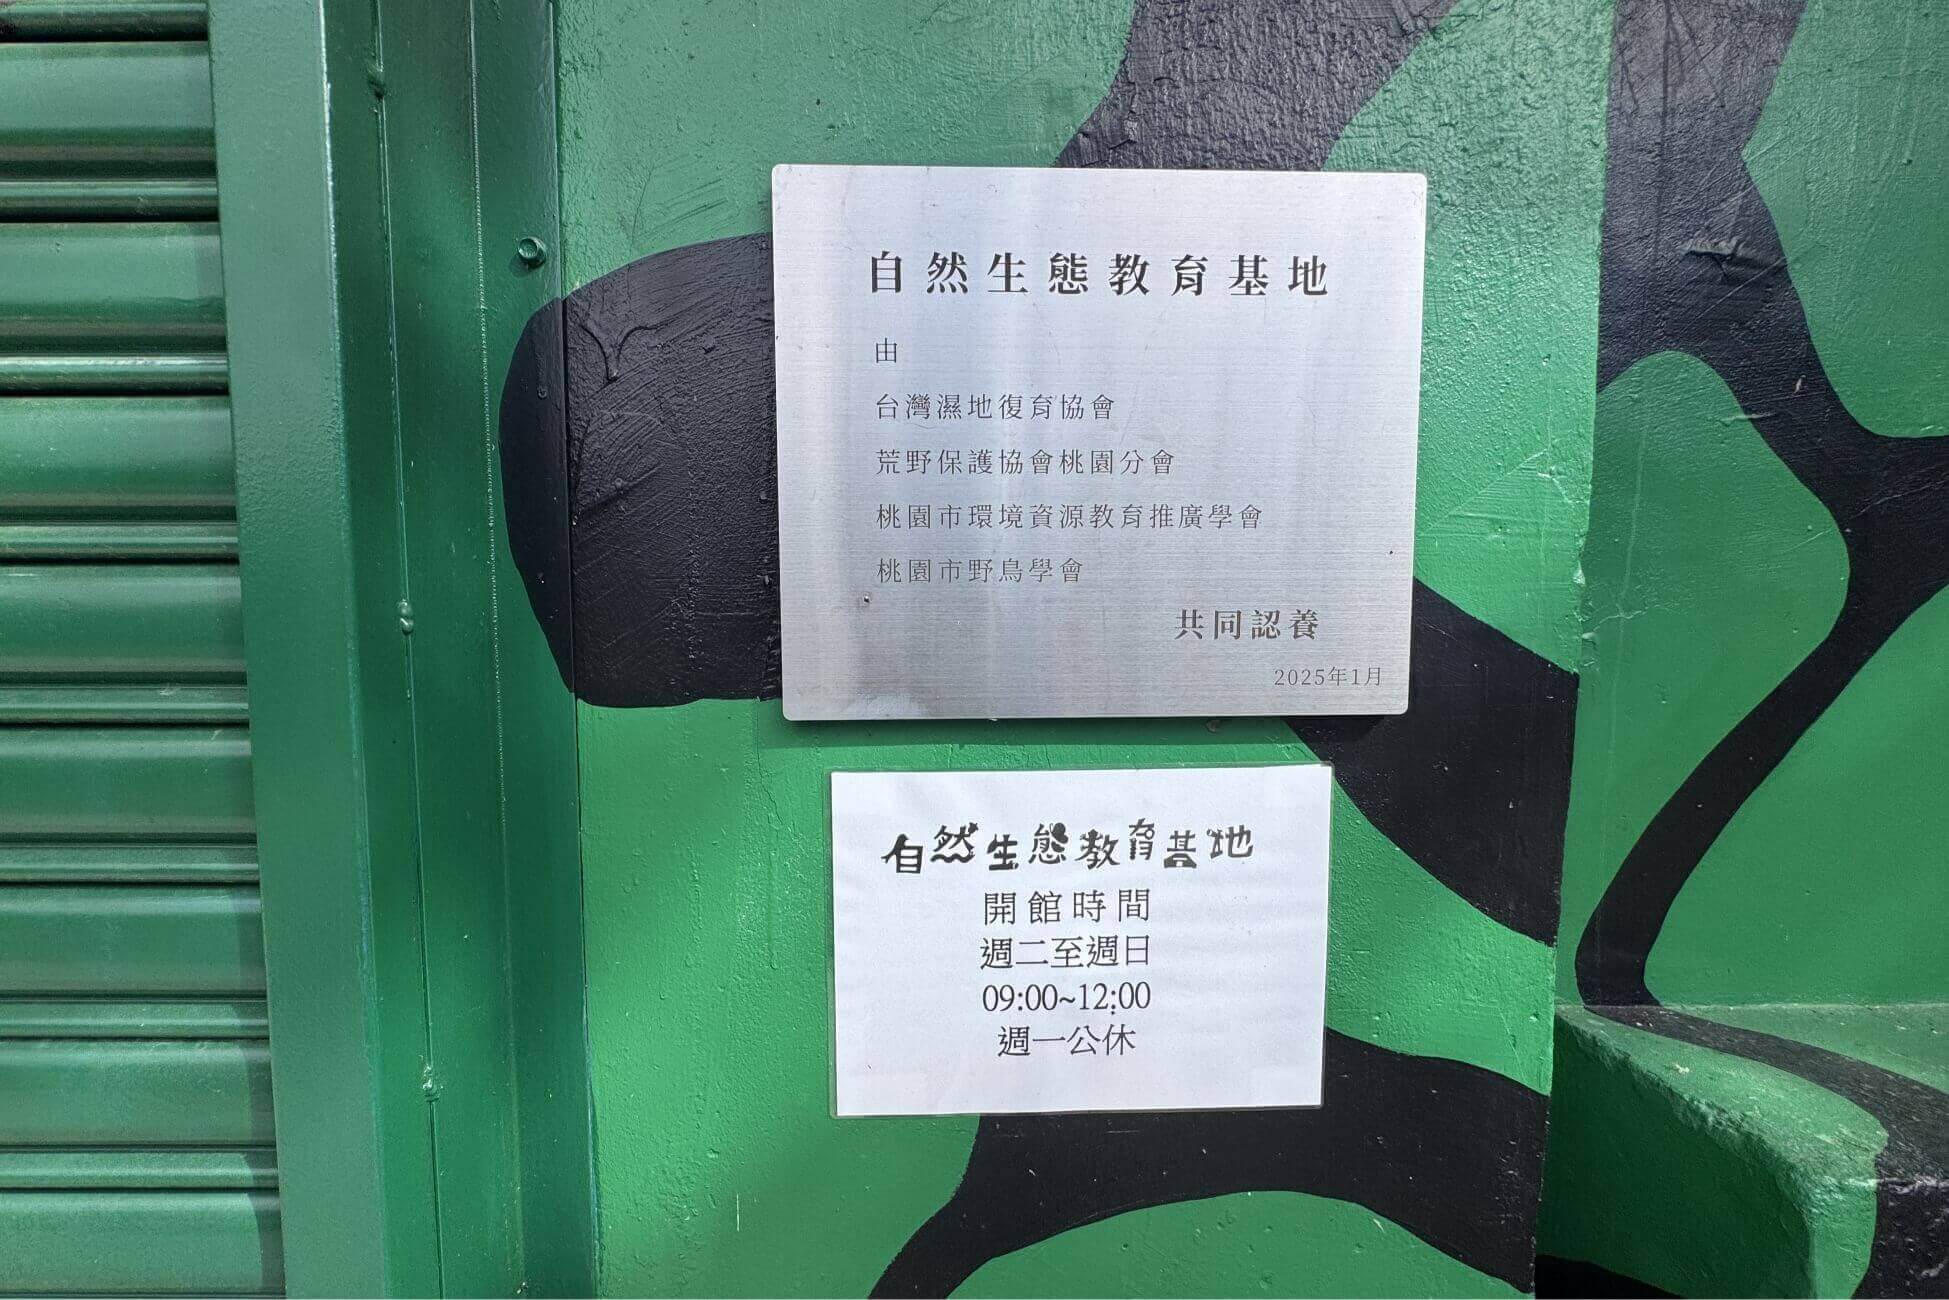 自然生態教育基地
由
台灣濕地復育協會
荒野保護協會桃園分會
桃園市環境資源教育推廣學會
桃園市野鳥學會
共同認養
2025年1月
自然生態教育基地
開館時間
週二至週日
09:00~12:00
週一公休